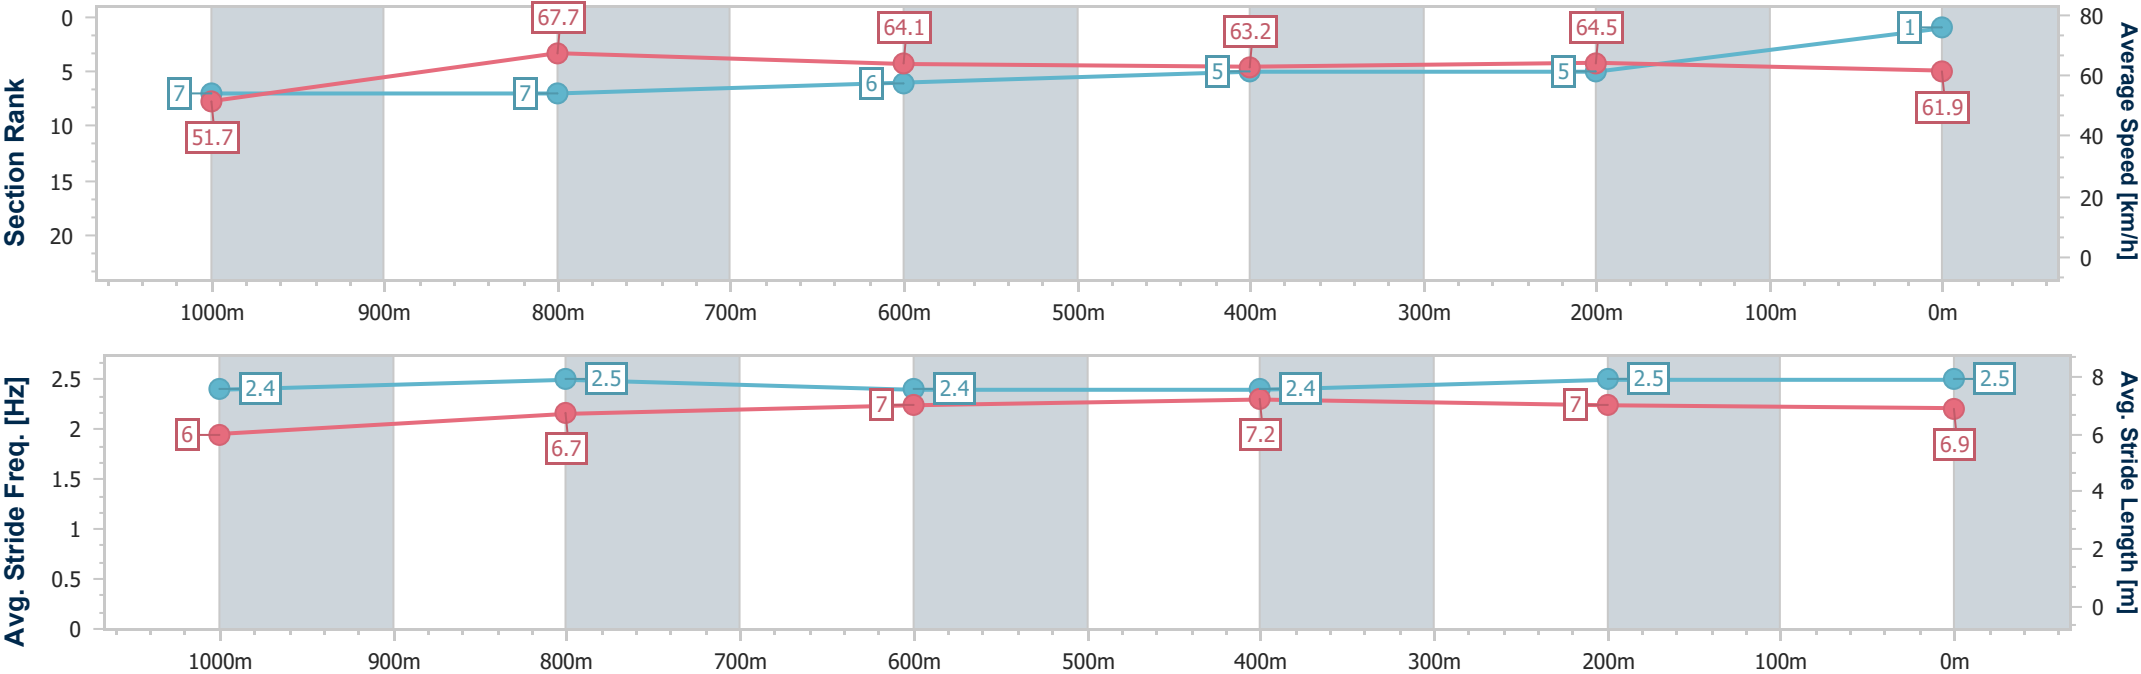 Section Rank
0
5
10
15
20
67.7
64.1
63.2
64.5
1
7
7
6
5
5
51.7
61.9
80
60
40
20
0
Average Speed [km/h]
1000m
900m
800m
700m
600m
500m
400m
300m
200m
100m
0m
Avg. Stride Freq. [Hz]
2.5
2
1.5
1
0.5
0
2.4
2.5
2.4
2.4
2.5
2.5
6
6.7
7
7.2
7
6.9
8
6
4
2
0
Avg. Stride Length [m]
1000m
900m
800m
700m
600m
500m
400m
300m
200m
100m
0m